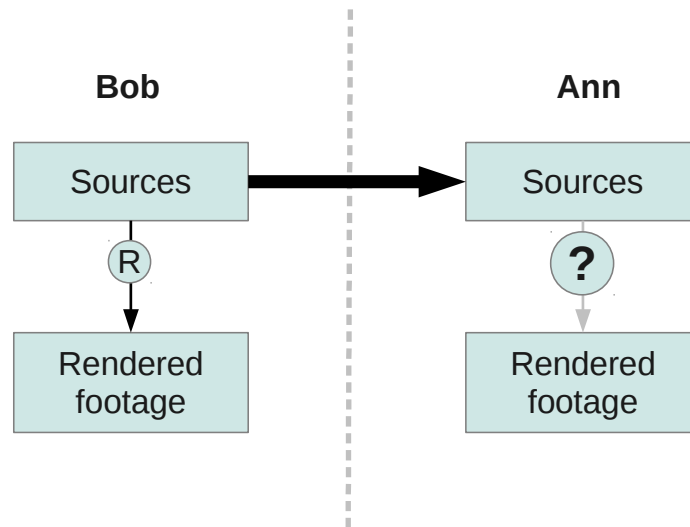 Bob
Ann
Sources
Sources
R
?
Rendered
footage
Rendered
footage